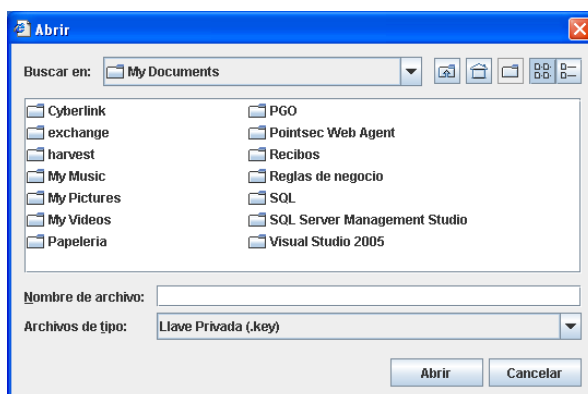 Abrir
Buscar en: My Documents
Cyberlink
exchange
harvest
My Music
My Pictures
My Videos
Papeleria
PGO
Pointsec Web Agent
Recibos
Reglas de negocio
SQL
SQL Server Management Studio
Visual Studio 2005
Nombre de archivo:
Archivos de tipo: Llave Privada (.key)
Abrir Cancelar